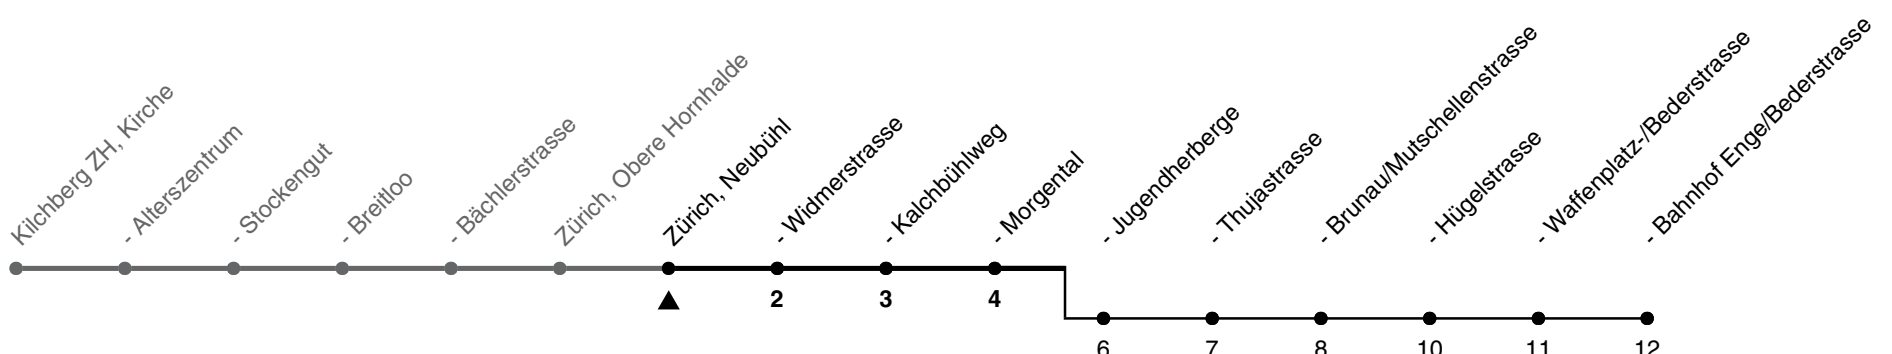 Kilchberg ZH, Kirche
- Alterszentrum
- Stockengut
- Breitloo
- Bächlerstrasse
Zürich, Obere Hornhalde
Zürich, Neubühl
- Widmerstrasse
- Kalchbühlweg
- Morgental
- Jugendherberge
- Thujastrasse
- Brunau/Mutschellenstrasse
- Hügelstrasse
- Waffenplatz-/Bederstrasse
- Bahnhof Enge/Bederstrasse
2 3 4
6 7 8 10 11 12